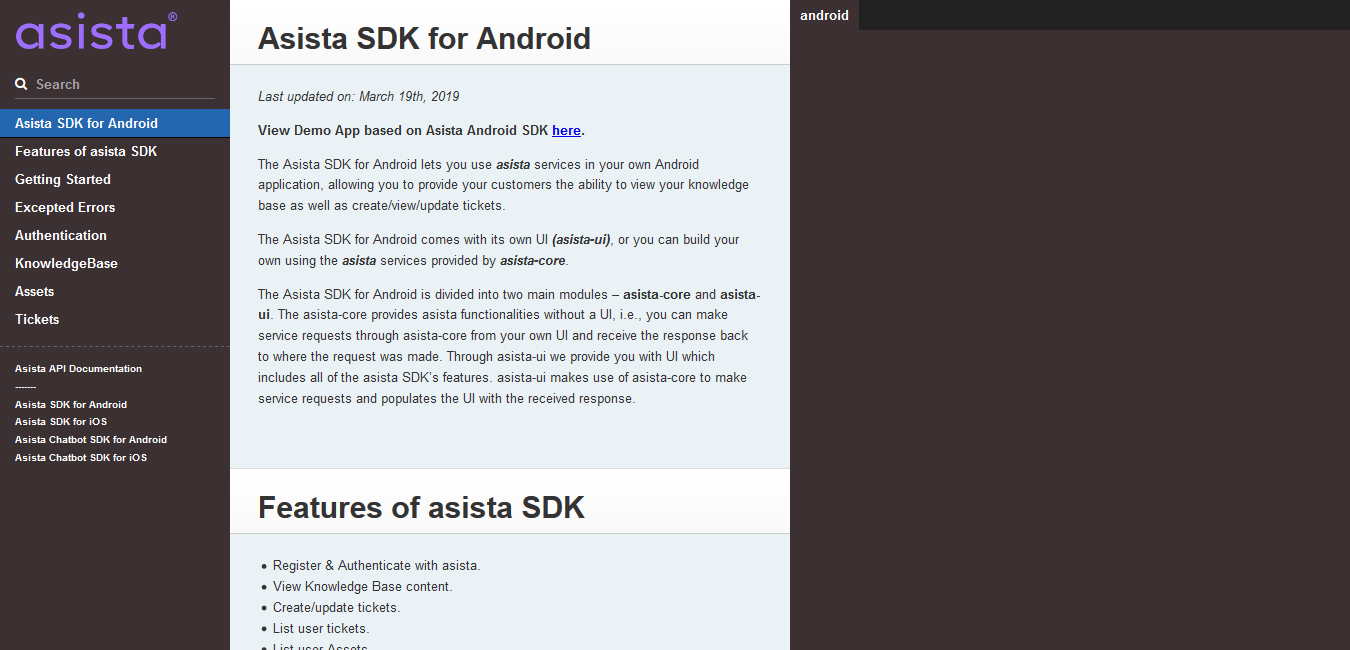 asista®
Search
Asista SDK for Android
Features of asista SDK
Getting Started
Excepted Errors
Authentication
KnowledgeBase
Assets
Tickets
Asista API Documentation
-------
Asista SDK for Android
Asista SDK for iOS
Asista Chatbot SDK for Android
Asista Chatbot SDK for iOS
Asista SDK for Android
Last updated on: March 19th, 2019
View Demo App based on Asista Android SDK here.
The Asista SDK for Android lets you use asista services in your own Android
application, allowing you to provide your customers the ability to view your knowledge
base as well as create/view/update tickets.
The Asista SDK for Android comes with its own UI (asista-ui), or you can build your
own using the asista services provided by asista-core.
The Asista SDK for Android is divided into two main modules – asista-core and asista-
ui. The asista-core provides asista functionalities without a UI, i.e., you can make
service requests through asista-core from your own UI and receive the response back
to where the request was made. Through asista-ui we provide you with UI which
includes all of the asista SDK’s features. asista-ui makes use of asista-core to make
service requests and populates the UI with the received response.
Features of asista SDK
• Register & Authenticate with asista.
• View Knowledge Base content.
• Create/update tickets.
• List user tickets.
• List user Assets
android